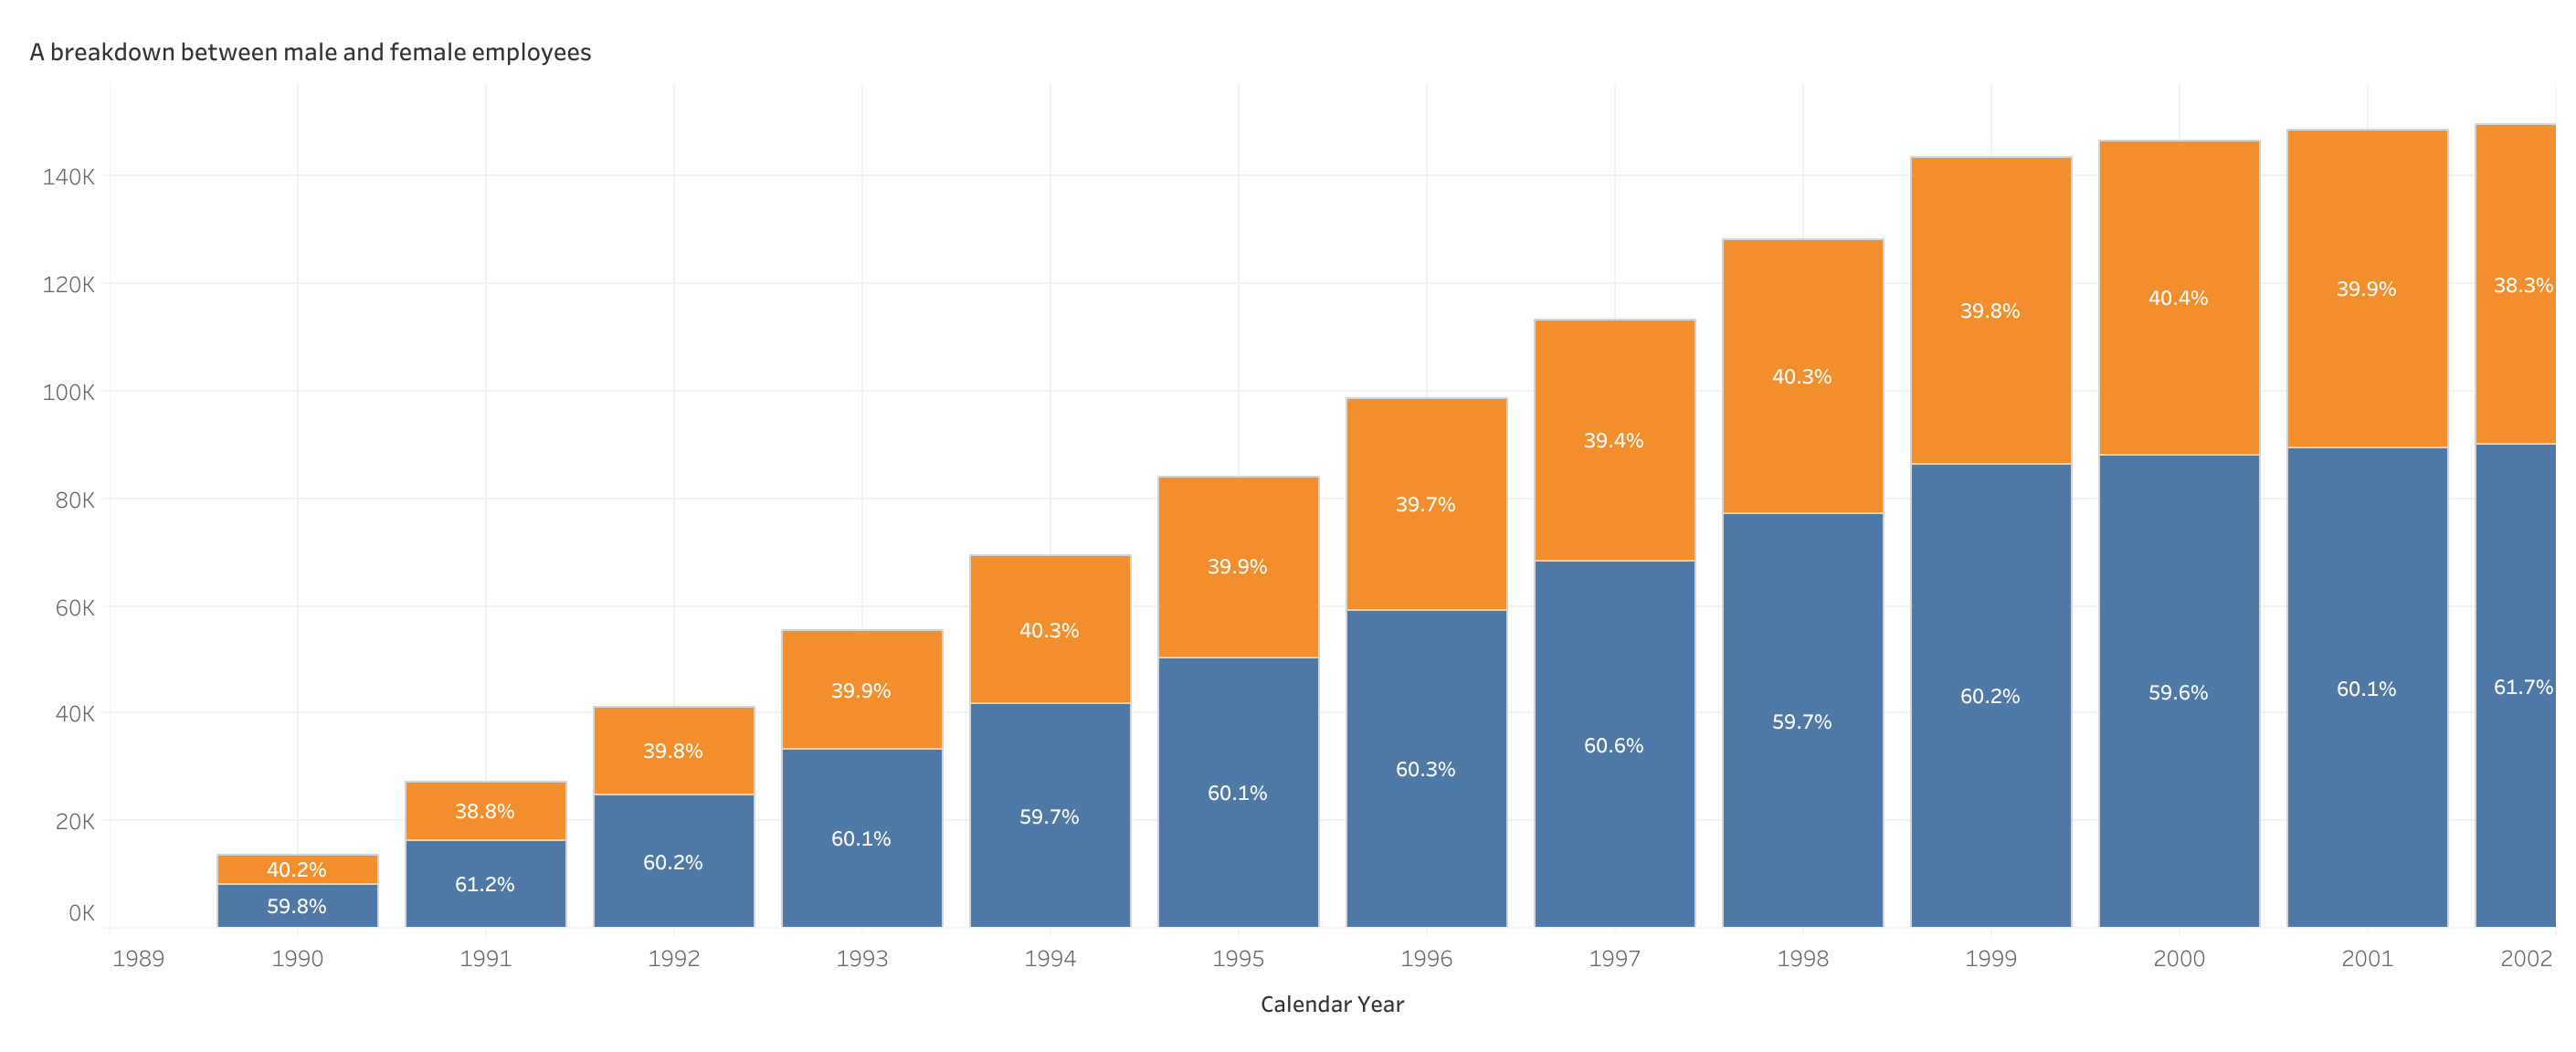 A breakdown between male and female employees
140K
120K
100K
80K
60K
40K
20K
0K
40.2%
59.8%
38.8%
61.2%
39.8%
60.2%
39.9%
60.1%
40.3%
59.7%
39.9%
60.1%
39.7%
60.3%
39.4%
60.6%
40.3%
59.7%
39.8%
60.2%
40.4%
59.6%
39.9%
60.1%
38.3%
61.7%
1989 1990 1991 1992 1993 1994 1995 1996 1997 1998 1999 2000 2001 2002
Calendar Year